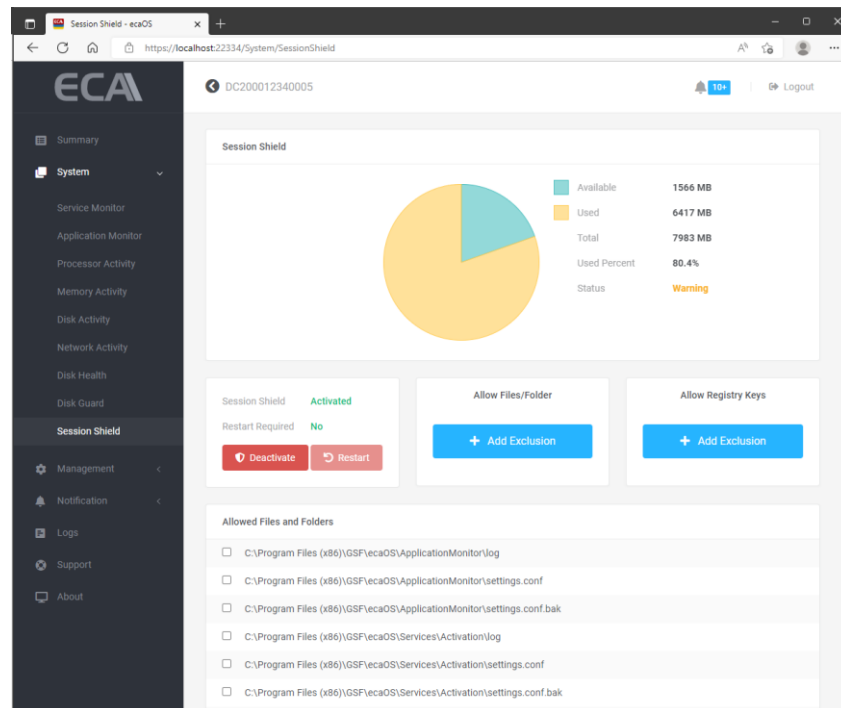 Session Shield - ecaOS
https://localhost:22334/System/SessionShield
ECA
DC200012340005
10+
Logout
Summary
System
Service Monitor
Application Monitor
Processor Activity
Memory Activity
Disk Activity
Network Activity
Disk Health
Disk Guard
Session Shield
Management
Notification
Logs
Support
About
Session Shield
Available 1566 MB
Used 6417 MB
Total 7983 MB
Used Percent 80.4%
Status Warning
Session Shield Activated
Restart Required No
Deactivate
Restart
Allow Files/Folder
+ Add Exclusion
Allow Registry Keys
+ Add Exclusion
Allowed Files and Folders
C:\Program Files (x86)\GSF\ecaOS\ApplicationMonitor\log
C:\Program Files (x86)\GSF\ecaOS\ApplicationMonitor\settings.conf
C:\Program Files (x86)\GSF\ecaOS\ApplicationMonitor\settings.conf.bak
C:\Program Files (x86)\GSF\ecaOS\Services\Activation\log
C:\Program Files (x86)\GSF\ecaOS\Services\Activation\settings.conf
C:\Program Files (x86)\GSF\ecaOS\Services\Activation\settings.conf.bak